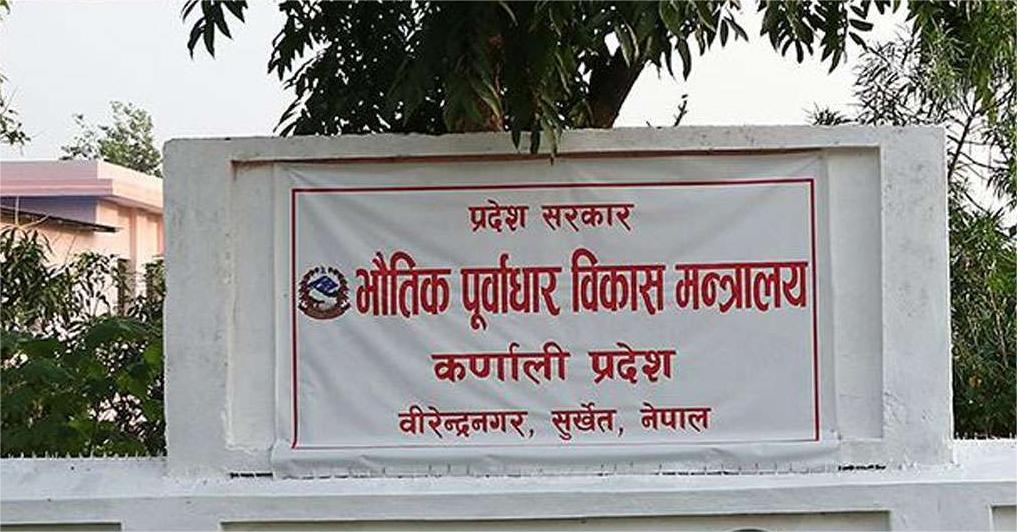 प्रदेश सरकार
भौतिक पूर्वाधार विकास मन्त्रालय
कर्णाली प्रदेश
वीरेन्द्रनगर, सुर्खेत, नेपाल